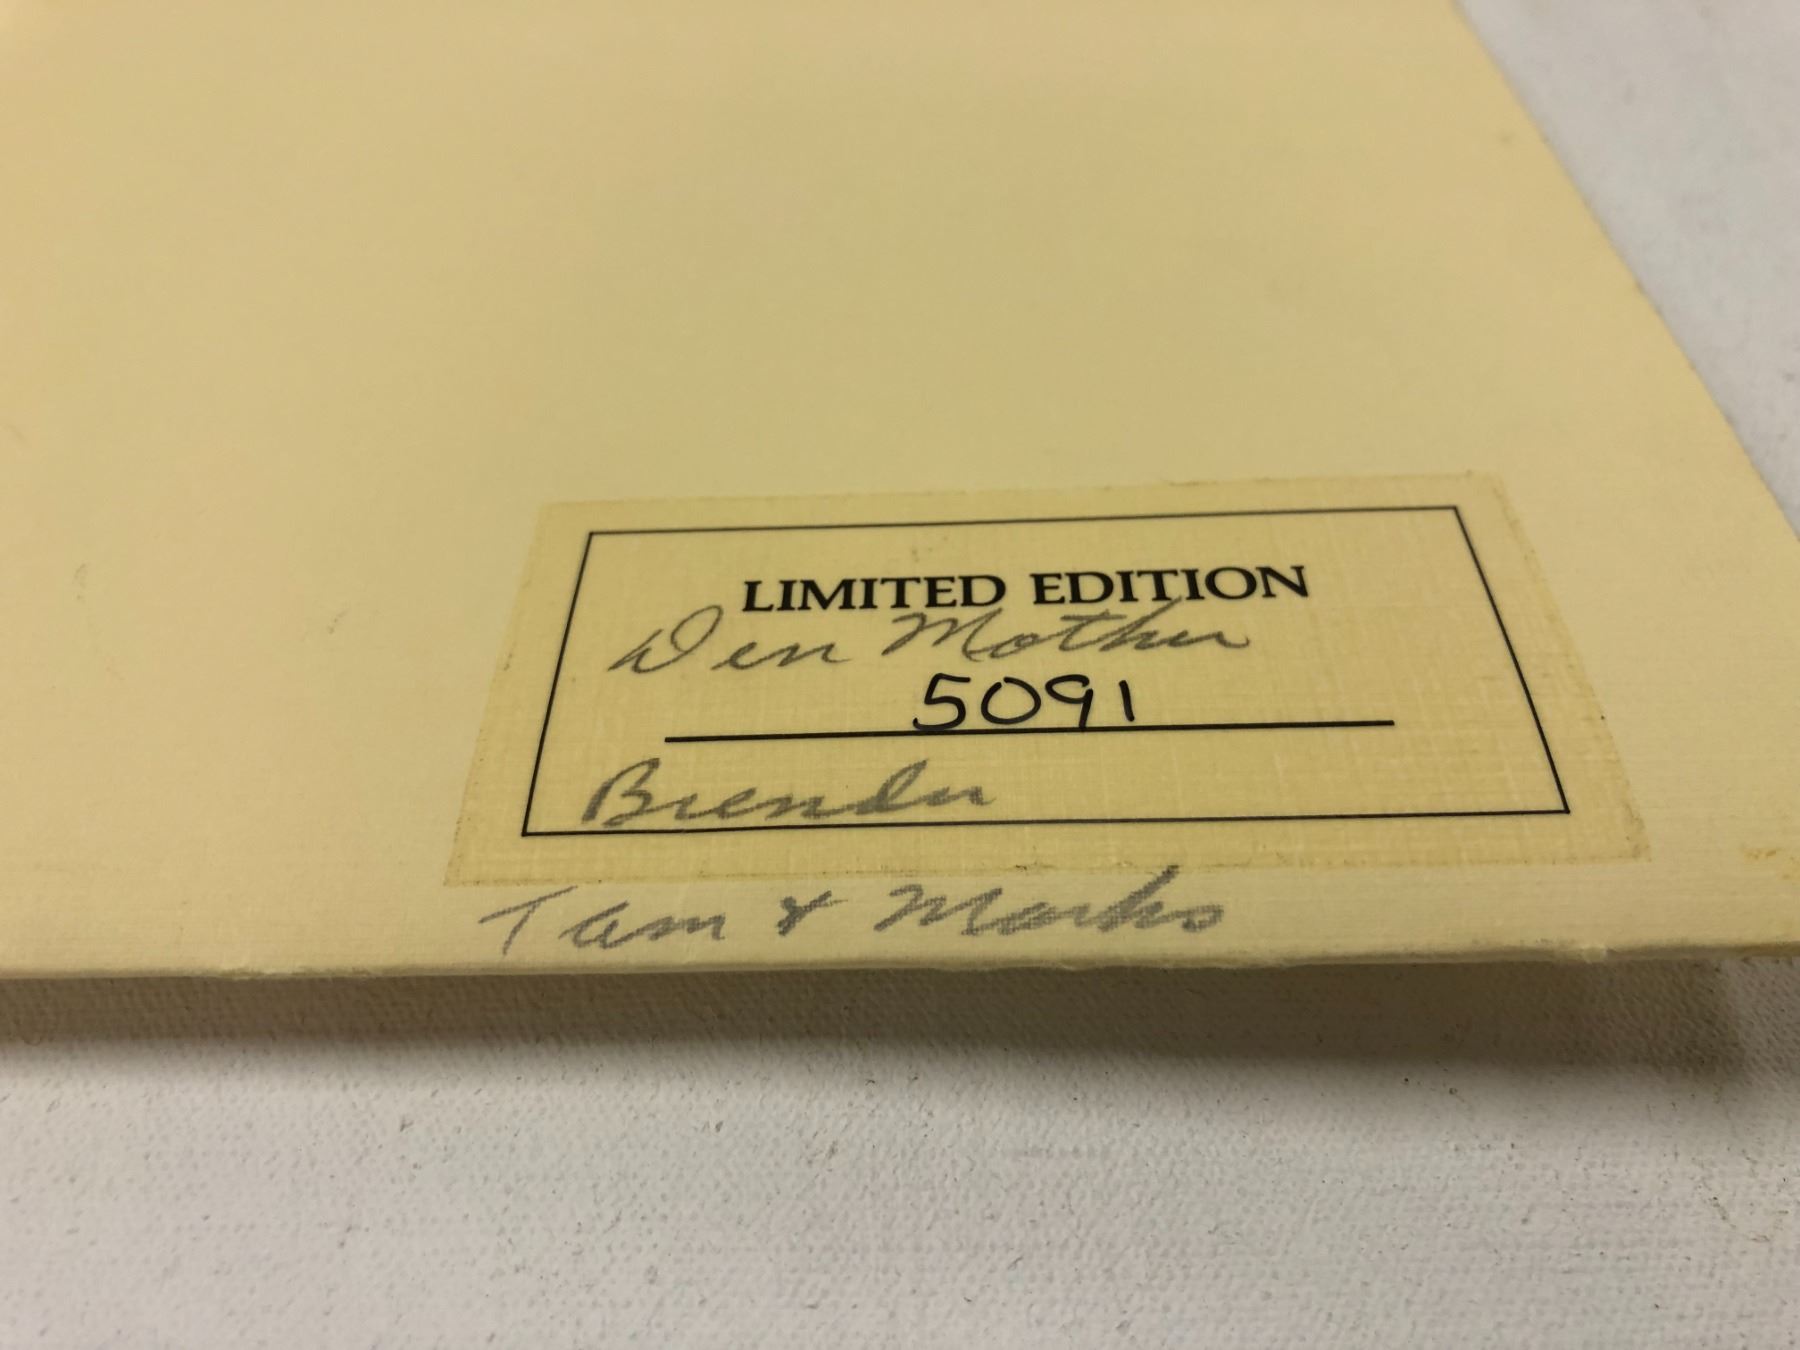 LIMITED EDITION
Den Mother
5091
Brenda
Tam & Marks